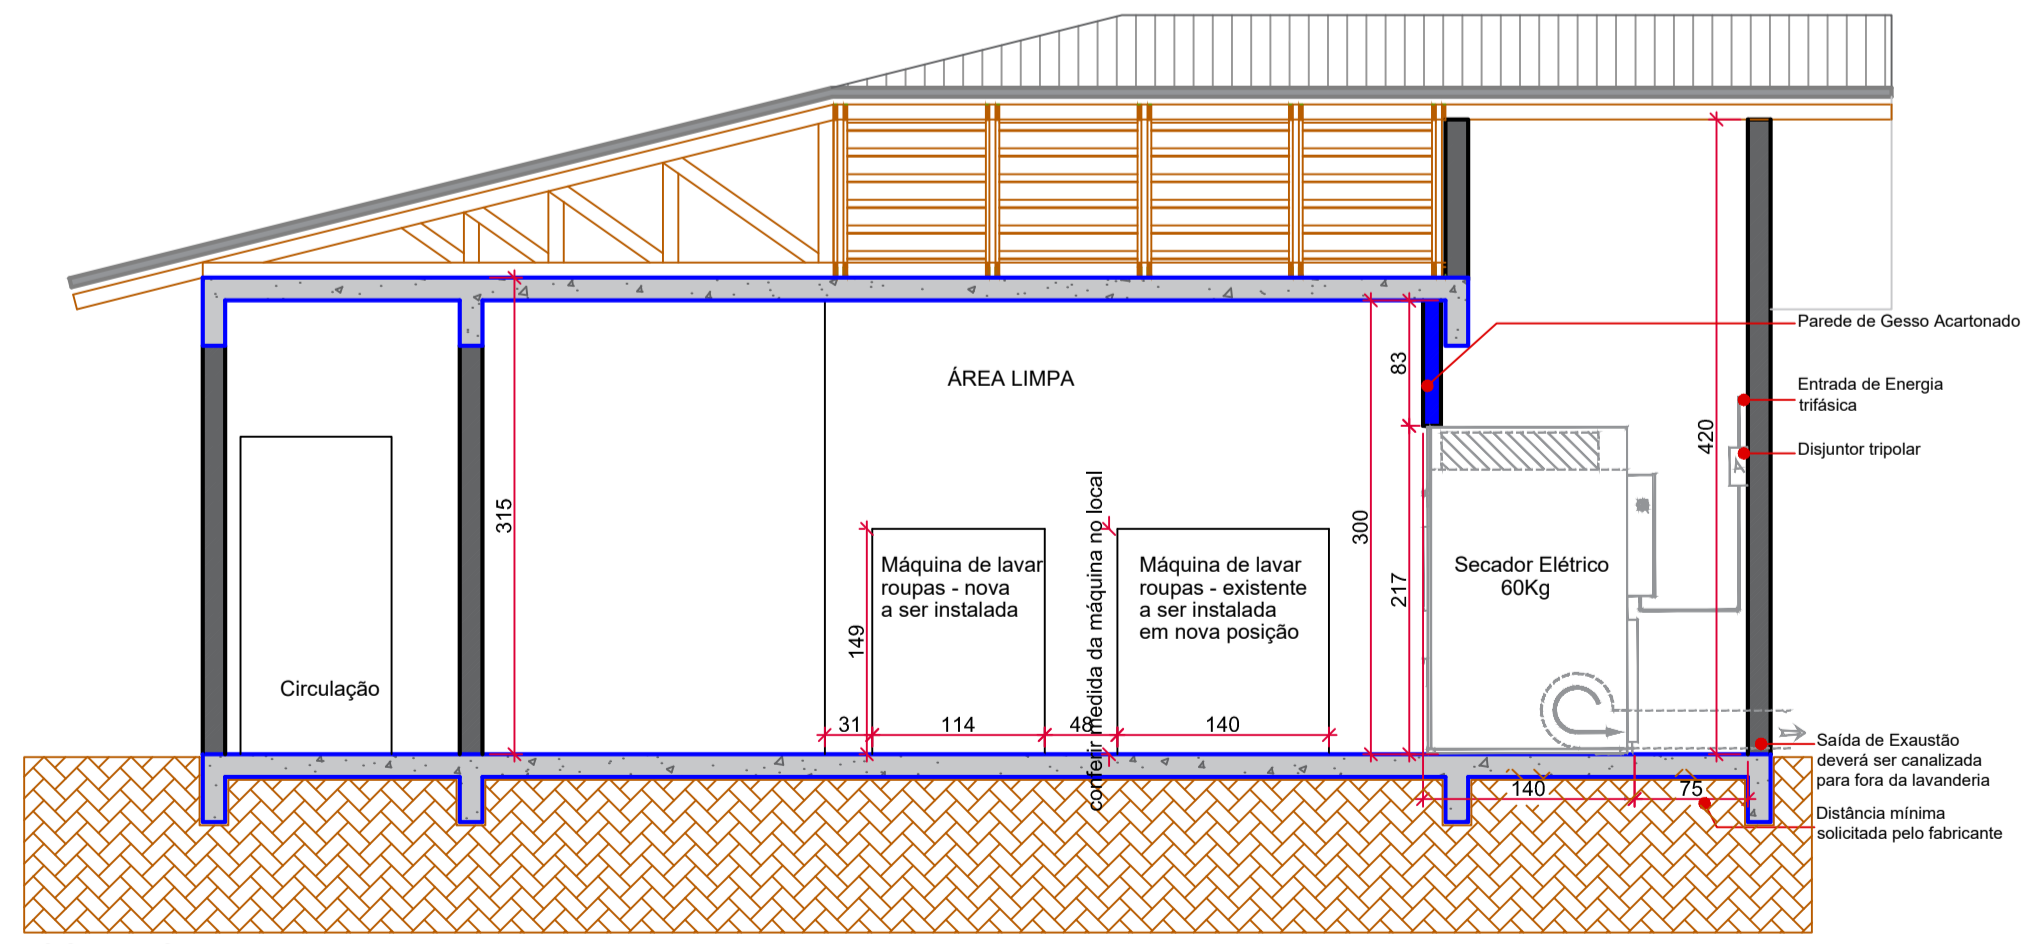 Parede de Gesso Acartonado
ÁREA LIMPA
83
Entrada de Energia
trifásica
420
Disjuntor tripolar
315
conferir medida da máquina no local
300
217
149
Máquina de lavar
roupas - nova
a ser instalada
Máquina de lavar
roupas - existente
a ser instalada
em nova posição
Secador Elétrico
60Kg
Circulação
31
114
48
140
Saída de Exaustão
deverá ser canalizada
para fora da lavanderia
140
75
Distância mínima
solicitada pelo fabricante